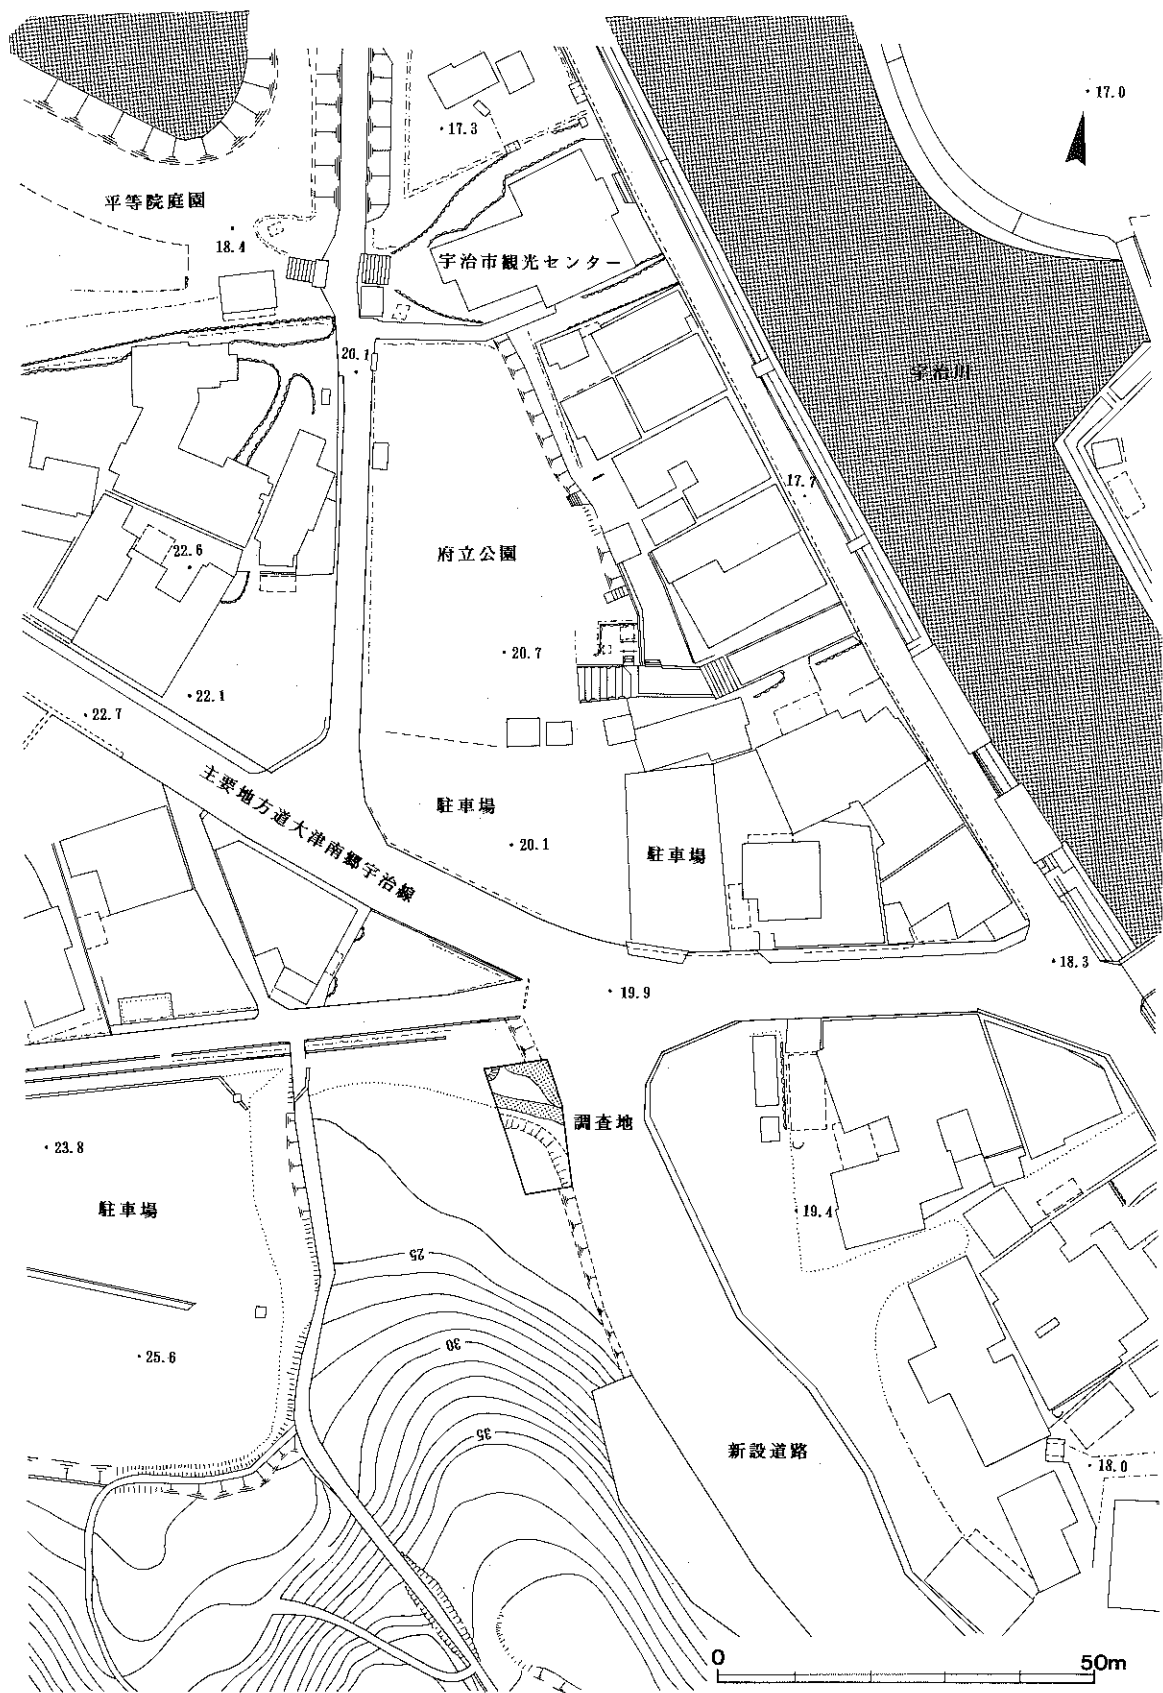 17.0
17.3
平等院庭園
18.4
宇治市観光センター
20.1
宇治川
17.7
22.6
府立公園
20.7
22.1
22.7
主要地方道大津南郷宇治線
駐車場
20.1
駐車場
18.3
19.9
調査地
23.8
駐車場
19.4
25
25.6
30
35
新設道路
18.0
0
50m